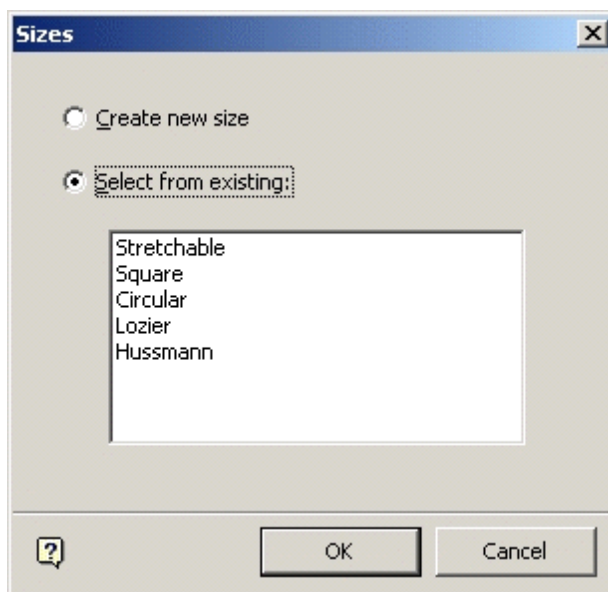 Sizes
Create new size
Select from existing:
Stretchable
Square
Circular
Lozier
Hussmann
?
OK
Cancel